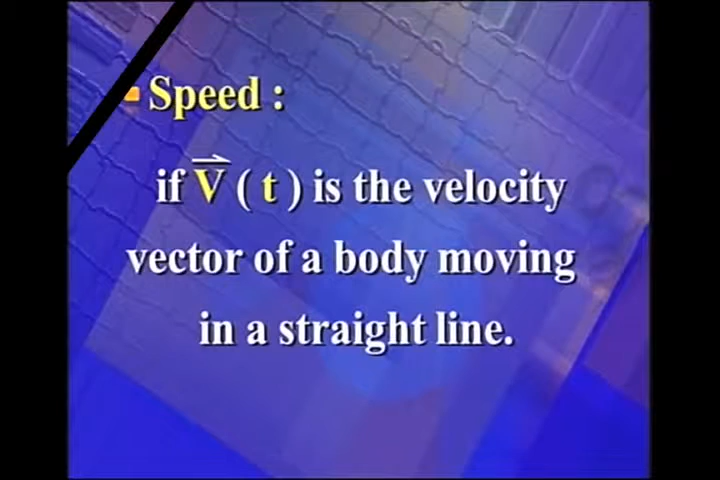 Speed :
if V⃗ ( t ) is the velocity
vector of a body moving
in a straight line.